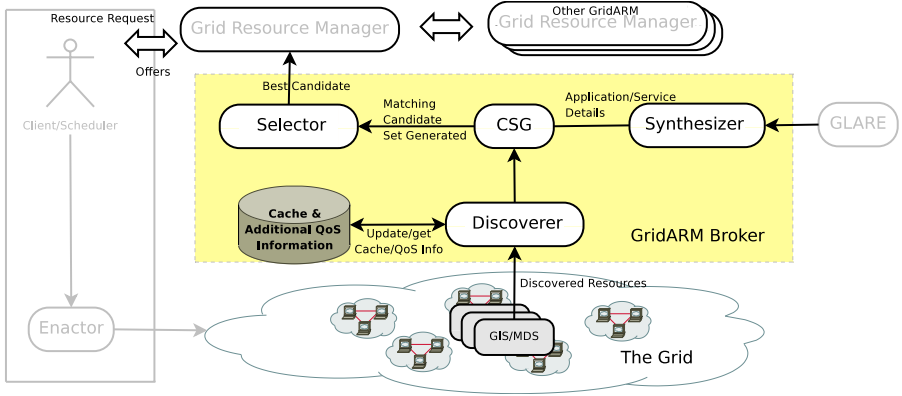 Other GridARM
Resource Request
Grid Resource Manager
Grid Resource Manager
Offers
Best Candidate
Client/Scheduler
Matching
Candidate
Set Generated
Application/Service
Details
Selector
CSG
Synthesizer
GLARE
Cache &
Additional QoS
Information
Update/get
Cache/QoS Info
Discoverer
GridARM Broker
Discovered Resources
Enactor
GIS/MDS
The Grid